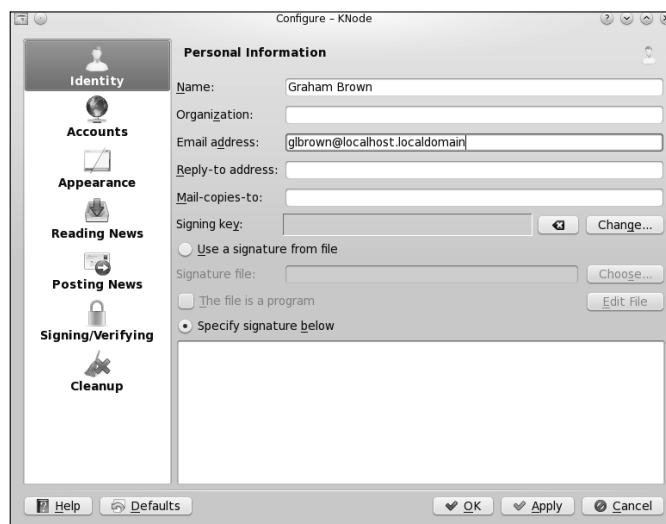 Configure – KNode
Identity
Accounts
Appearance
Reading News
Posting News
Signing/Verifying
Cleanup
Personal Information
Name: Graham Brown
Organization:
Email address: glbrown@localhost.localdomain
Reply-to address:
Mail-copies-to:
Signing key: Change...
Use a signature from file
Signature file: Choose...
The file is a program Edit File
Specify signature below
Help Defaults OK Apply Cancel